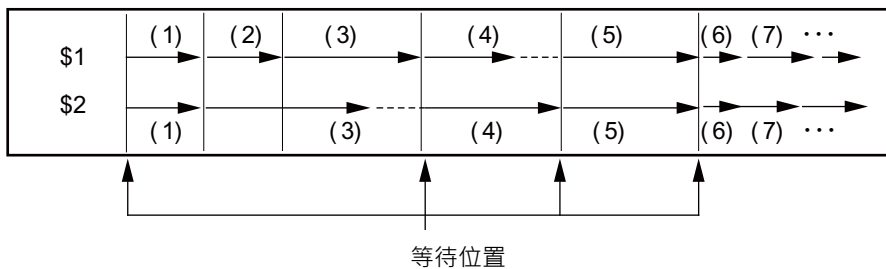 (1) (2) (3) (4) (5) (6) (7) ···
$1
$2
(1) (3) (4) (5) (6) (7) ···
等待位置